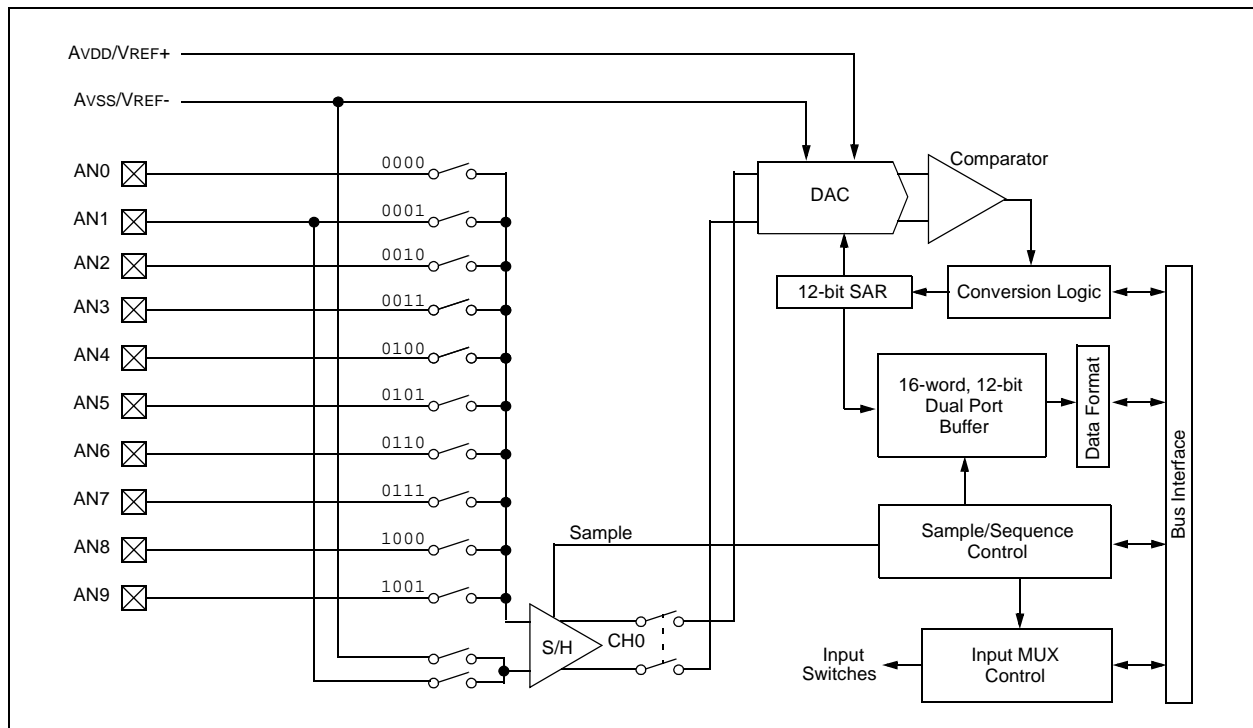 AVDD/VREF+
AVSS/VREF-
AN0
0000
AN1
0001
AN2
0010
AN3
0011
AN4
0100
AN5
0101
AN6
0110
AN7
0111
AN8
1000
AN9
1001
S/H
CH0
Sample
DAC
Comparator
12-bit SAR
Conversion Logic
16-word, 12-bit
Dual Port
Buffer
Data Format
Bus Interface
Sample/Sequence
Control
Input
Switches
Input MUX
Control